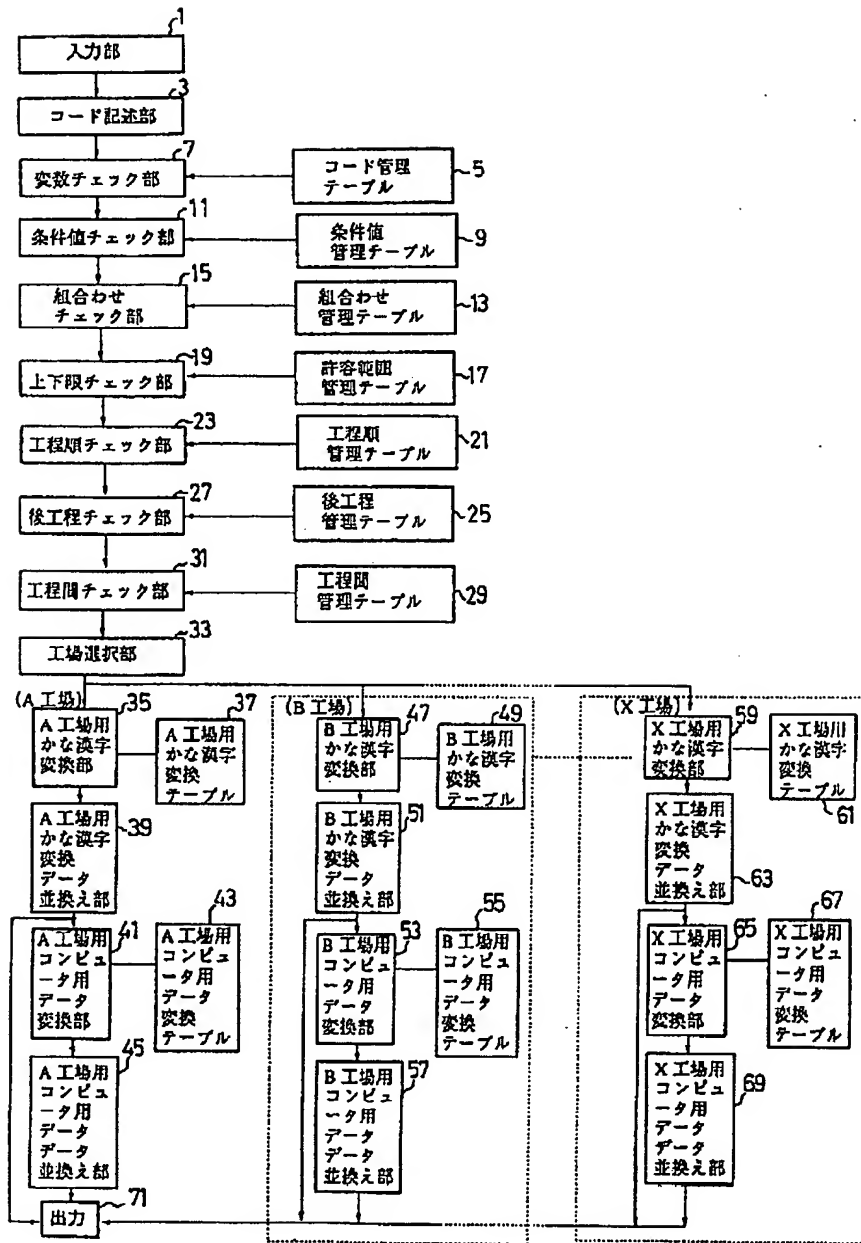 1
入力部
3
コード記述部
7
変数チェック部
コード管理
テーブル
5
11
条件値チェック部
条件値
管理テーブル
9
15
組合わせ
チェック部
組合わせ
管理テーブル
13
19
上下限チェック部
許容範囲
管理テーブル
17
23
工程順チェック部
工程順
管理テーブル
21
27
後工程チェック部
後工程
管理テーブル
25
31
工程間チェック部
工程間
管理テーブル
29
33
工場選択部
(A工場)
35
A工場用
かな漢字
変換部
37
A工場用
かな漢字
変換
テーブル
39
A工場用
かな漢字
変換
データ
並換え部
41
A工場用
コンピュ
ータ用
データ
変換部
43
A工場用
コンピュ
ータ用
データ
変換
テーブル
45
A工場用
コンピュ
ータ用
データ
データ
並換え部
71
出力
(B工場)
47
B工場用
かな漢字
変換部
49
B工場用
かな漢字
変換
テーブル
51
B工場用
かな漢字
変換
データ
並換え部
53
B工場用
コンピュ
ータ用
データ
変換部
55
B工場用
コンピュ
ータ用
データ
変換
テーブル
57
B工場用
コンピュ
ータ用
データ
データ
並換え部
(X工場)
59
X工場用
かな漢字
変換部
X工場用
かな漢字
変換
テーブル
61
X工場用
かな漢字
変換
データ
並換え部
63
65
X工場用
コンピュ
ータ用
データ
変換部
67
X工場用
コンピュ
ータ用
データ
変換
テーブル
X工場用
コンピュ
ータ用
データ
データ
並換え部
69